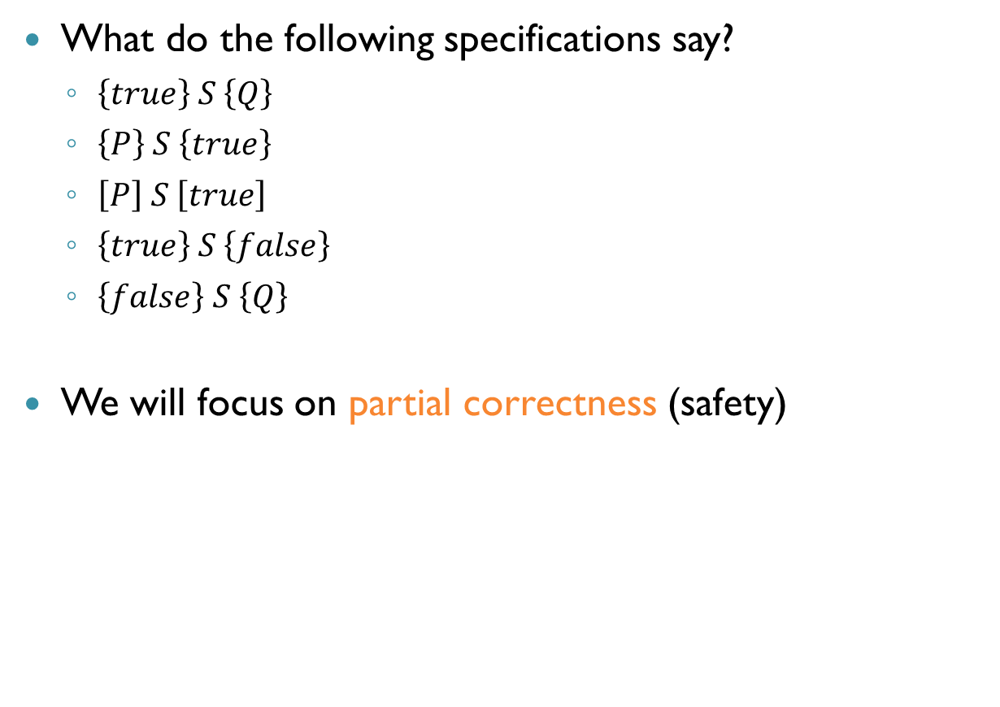 • What do the following specifications say?
◦ {true} S {Q}
◦ {P} S {true}
◦ [P] S [true]
◦ {true} S {false}
◦ {false} S {Q}
• We will focus on partial correctness (safety)